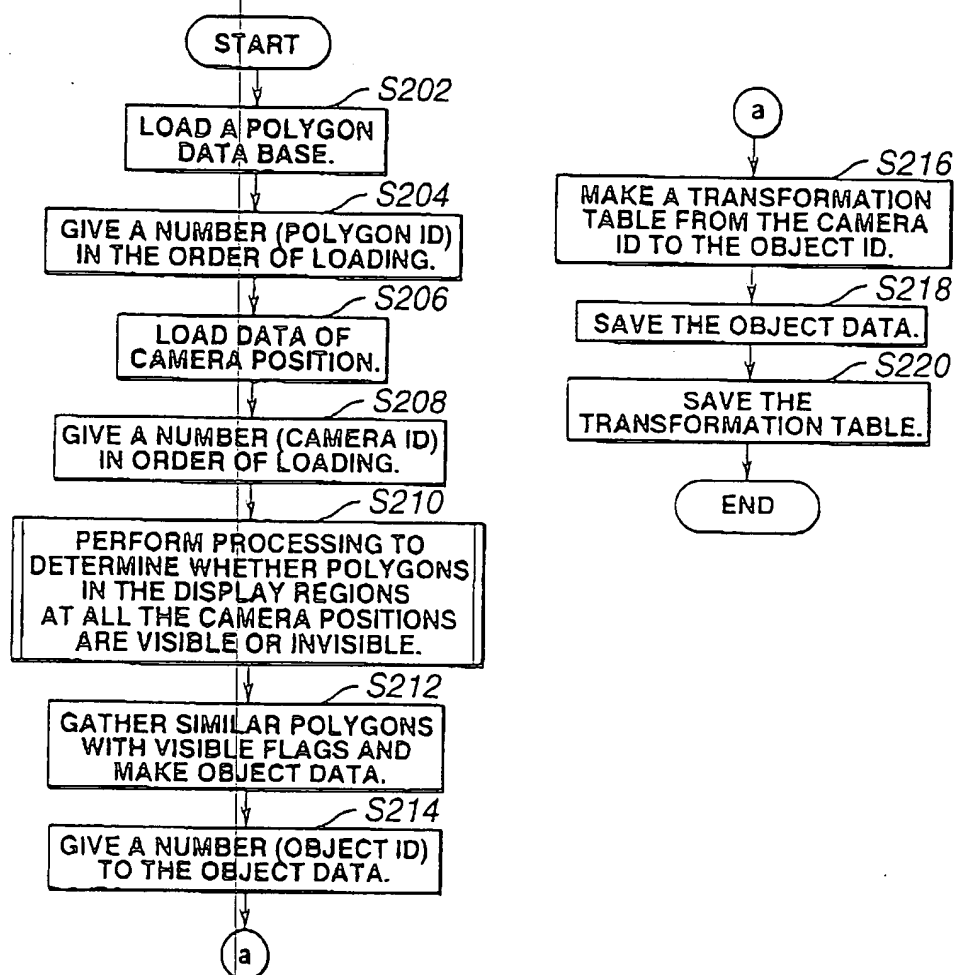 START
S202
LOAD A POLYGON
DATA BASE.
S204
GIVE A NUMBER (POLYGON ID)
IN THE ORDER OF LOADING.
S206
LOAD DATA OF
CAMERA POSITION.
S208
GIVE A NUMBER (CAMERA ID)
IN ORDER OF LOADING.
S210
PERFORM PROCESSING TO
DETERMINE WHETHER POLYGONS
IN THE DISPLAY REGIONS
AT ALL THE CAMERA POSITIONS
ARE VISIBLE OR INVISIBLE.
S212
GATHER SIMILAR POLYGONS
WITH VISIBLE FLAGS AND
MAKE OBJECT DATA.
S214
GIVE A NUMBER (OBJECT ID)
TO THE OBJECT DATA.
a
a
S216
MAKE A TRANSFORMATION
TABLE FROM THE CAMERA
ID TO THE OBJECT ID.
S218
SAVE THE OBJECT DATA.
S220
SAVE THE
TRANSFORMATION TABLE.
END